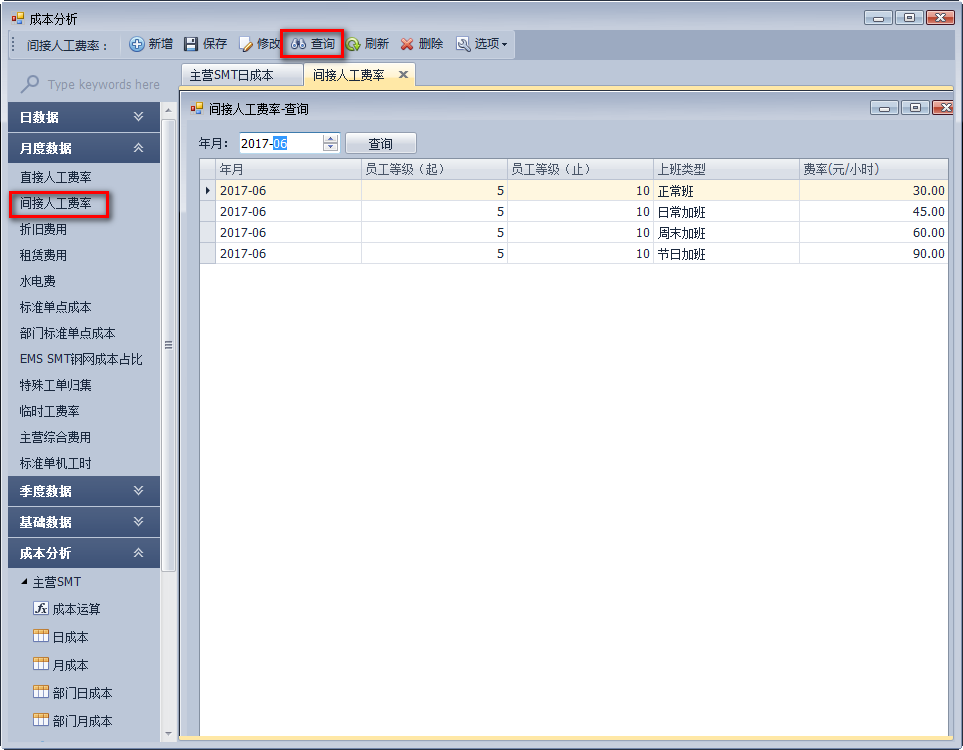 成本分析
间接人工费率： 新增 保存 修改 查询 刷新 删除 选项
Type keywords here
主营SMT日成本 间接人工费率
日数据
月度数据
直接人工费率
间接人工费率
折旧费用
租赁费用
水电费
标准单点成本
部门标准单点成本
EMS SMT钢网成本占比
特殊工单归集
临时工费率
主营综合费用
标准单机工时
季度数据
基础数据
成本分析
主营SMT
成本运算
日成本
月成本
部门日成本
部门月成本
间接人工费率-查询
年月： 2017-06 查询
年月 员工等级（起） 员工等级（止） 上班类型 费率(元/小时)
2017-06 5 10 正常班 30.00
2017-06 5 10 日常加班 45.00
2017-06 5 10 周末加班 60.00
2017-06 5 10 节日加班 90.00